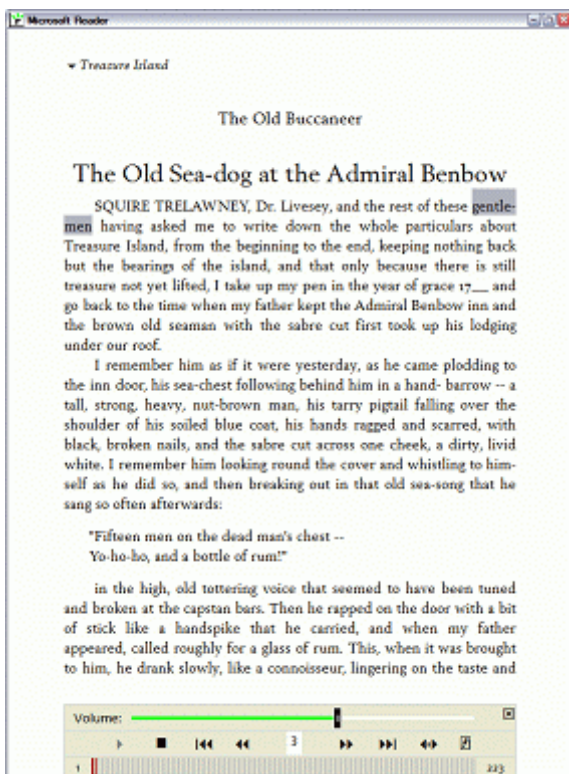 Microsoft Reader
Treasure Island
The Old Buccaneer
The Old Sea-dog at the Admiral Benbow
SQUIRE TRELAWNEY, Dr. Livesey, and the rest of these gentle-
men having asked me to write down the whole particulars about
Treasure Island, from the beginning to the end, keeping nothing back
but the bearings of the island, and that only because there is still
treasure not yet lifted, I take up my pen in the year of grace 17__ and
go back to the time when my father kept the Admiral Benbow inn and
the brown old seaman with the sabre cut first took up his lodging
under our roof.
I remember him as if it were yesterday, as he came plodding to
the inn door, his sea-chest following behind him in a hand- barrow -- a
tall, strong, heavy, nut-brown man, his tarry pigtail falling over the
shoulder of his soiled blue coat, his hands ragged and scarred, with
black, broken nails, and the sabre cut across one cheek, a dirty, livid
white. I remember him looking round the cover and whistling to him-
self as he did so, and then breaking out in that old sea-song that he
sang so often afterwards:
"Fifteen men on the dead man's chest --
Yo-ho-ho, and a bottle of rum!"
in the high, old tottering voice that seemed to have been tuned
and broken at the capstan bars. Then he rapped on the door with a bit
of stick like a handspike that he carried, and when my father
appeared, called roughly for a glass of rum. This, when it was brought
to him, he drank slowly, like a connoisseur, lingering on the taste and
Volume:
3
1 223